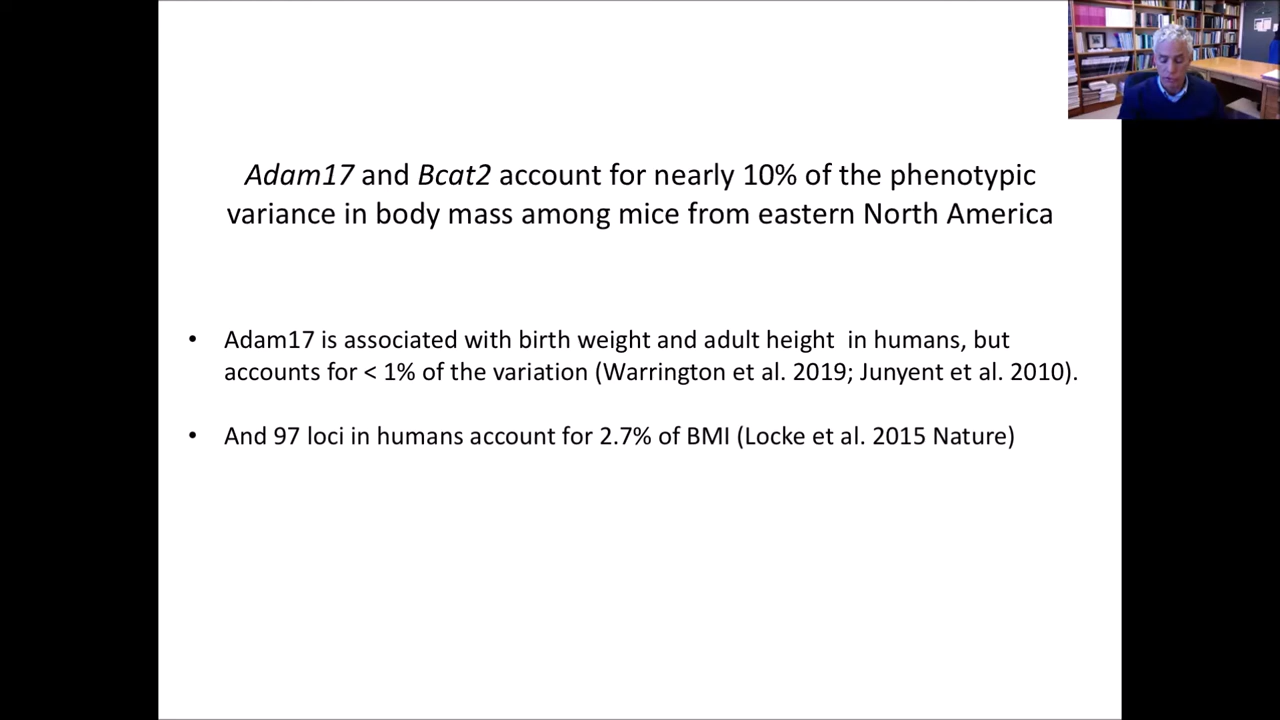 Adam17 and Bcat2 account for nearly 10% of the phenotypic
variance in body mass among mice from eastern North America
• Adam17 is associated with birth weight and adult height  in humans, but
accounts for < 1% of the variation (Warrington et al. 2019; Junyent et al. 2010).
• And 97 loci in humans account for 2.7% of BMI (Locke et al. 2015 Nature)